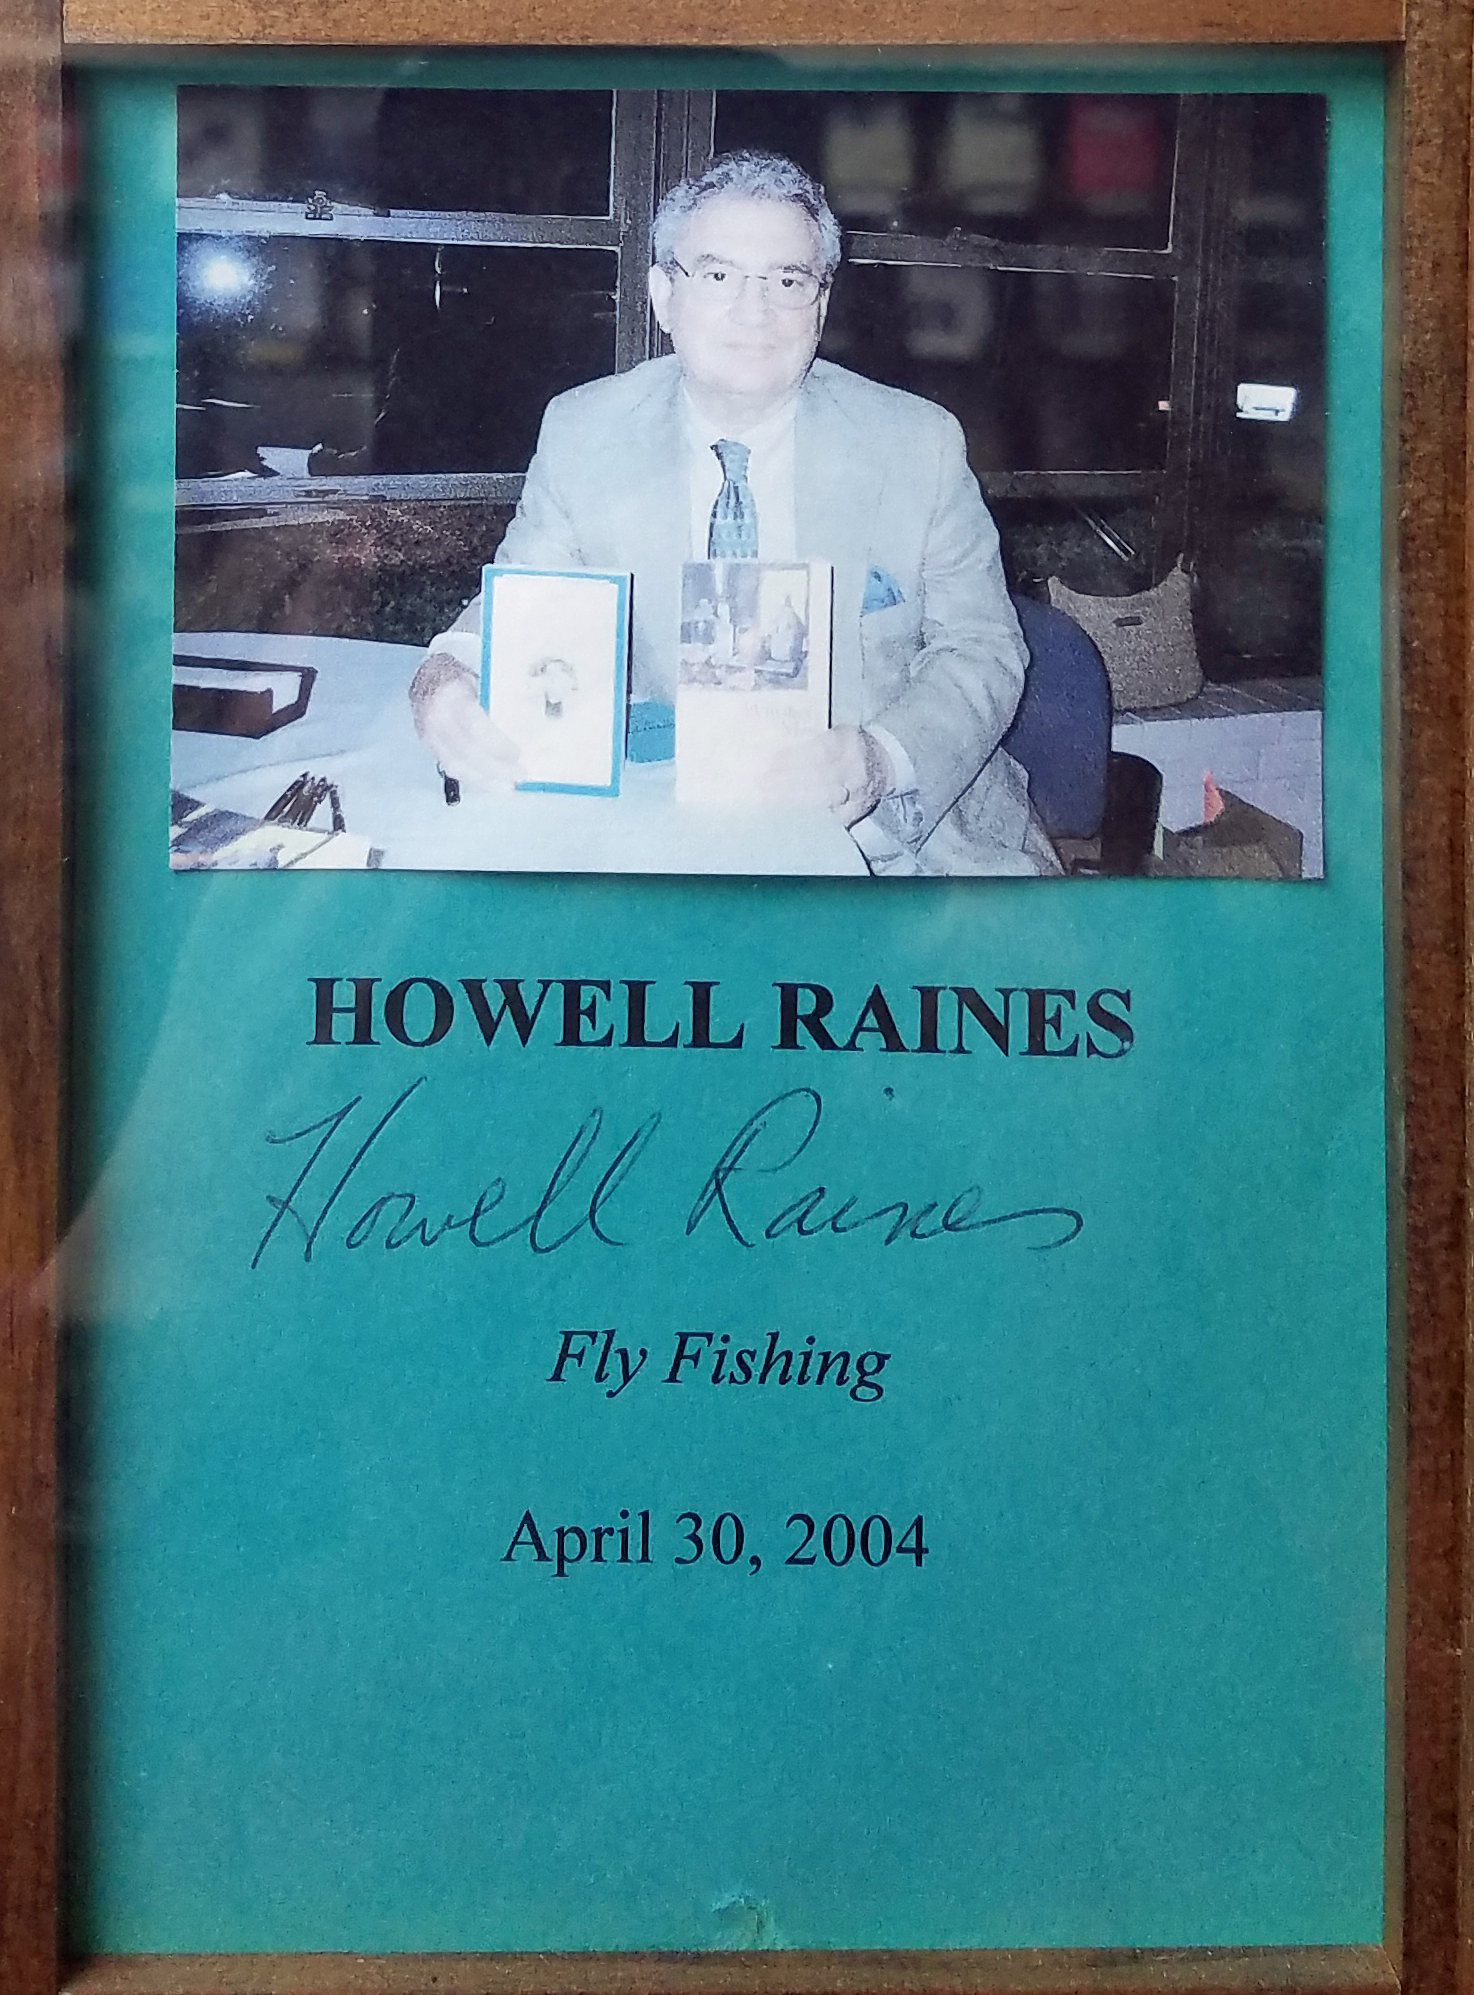 HOWELL RAINES
Howell Raines
Fly Fishing
April 30, 2004